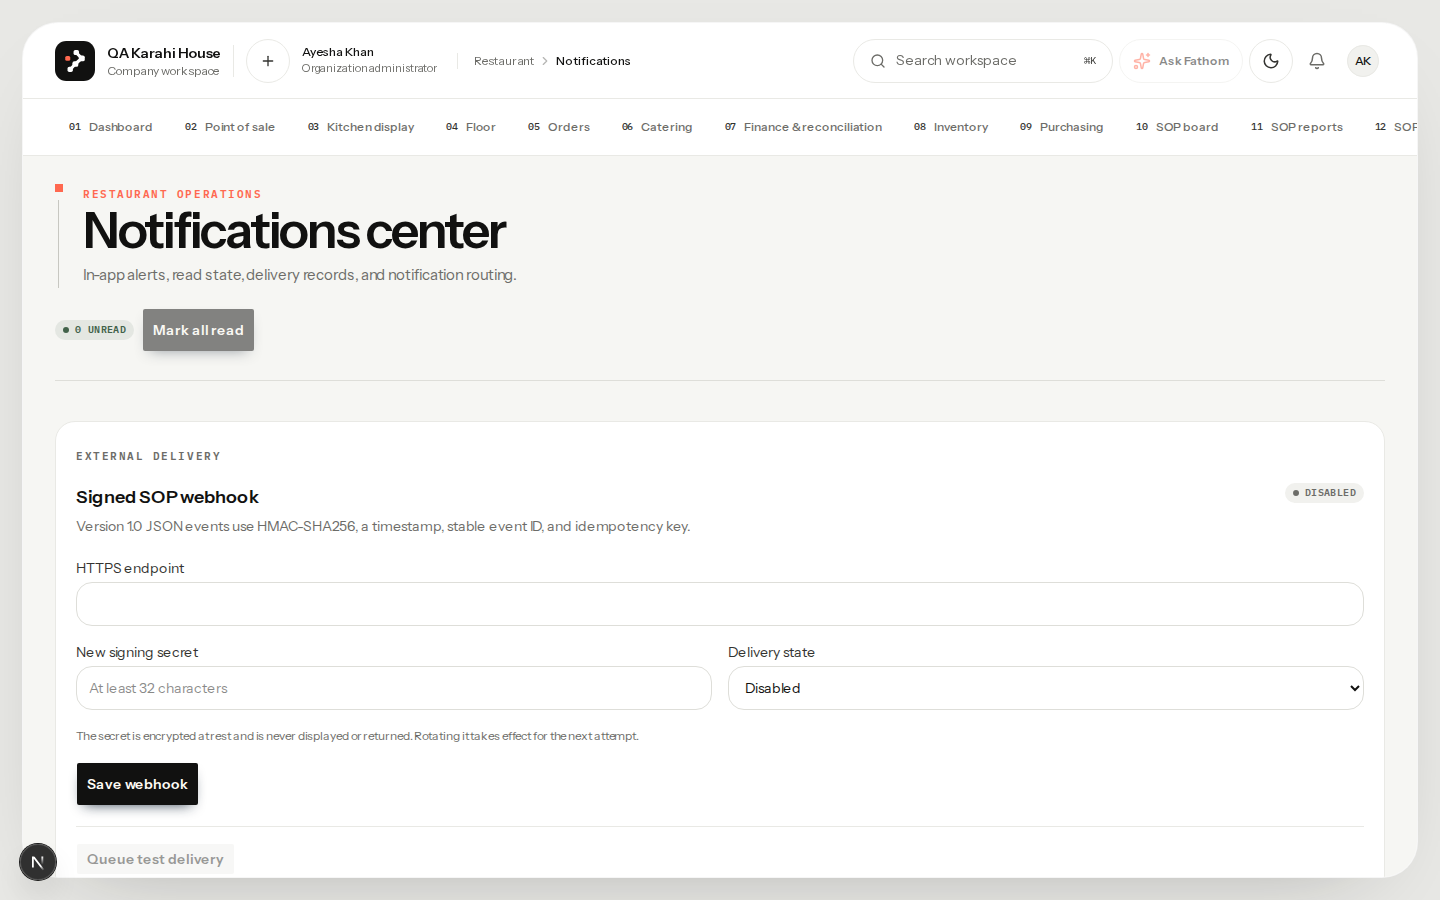 QA Karahi House
Company workspace
Ayesha Khan
Organization administrator
Restaurant > Notifications
Search workspace ⌘K
Ask Fathom
AK
01 Dashboard
02 Point of sale
03 Kitchen display
04 Floor
05 Orders
06 Catering
07 Finance & reconciliation
08 Inventory
09 Purchasing
10 SOP board
11 SOP reports
12 SOP
RESTAURANT OPERATIONS
Notifications center
In-app alerts, read state, delivery records, and notification routing.
0 UNREAD
Mark all read
EXTERNAL DELIVERY
Signed SOP webhook
DISABLED
Version 1.0 JSON events use HMAC-SHA256, a timestamp, stable event ID, and idempotency key.
HTTPS endpoint
New signing secret
Delivery state
At least 32 characters
Disabled
The secret is encrypted at rest and is never displayed or returned. Rotating it takes effect for the next attempt.
Save webhook
N
Queue test delivery